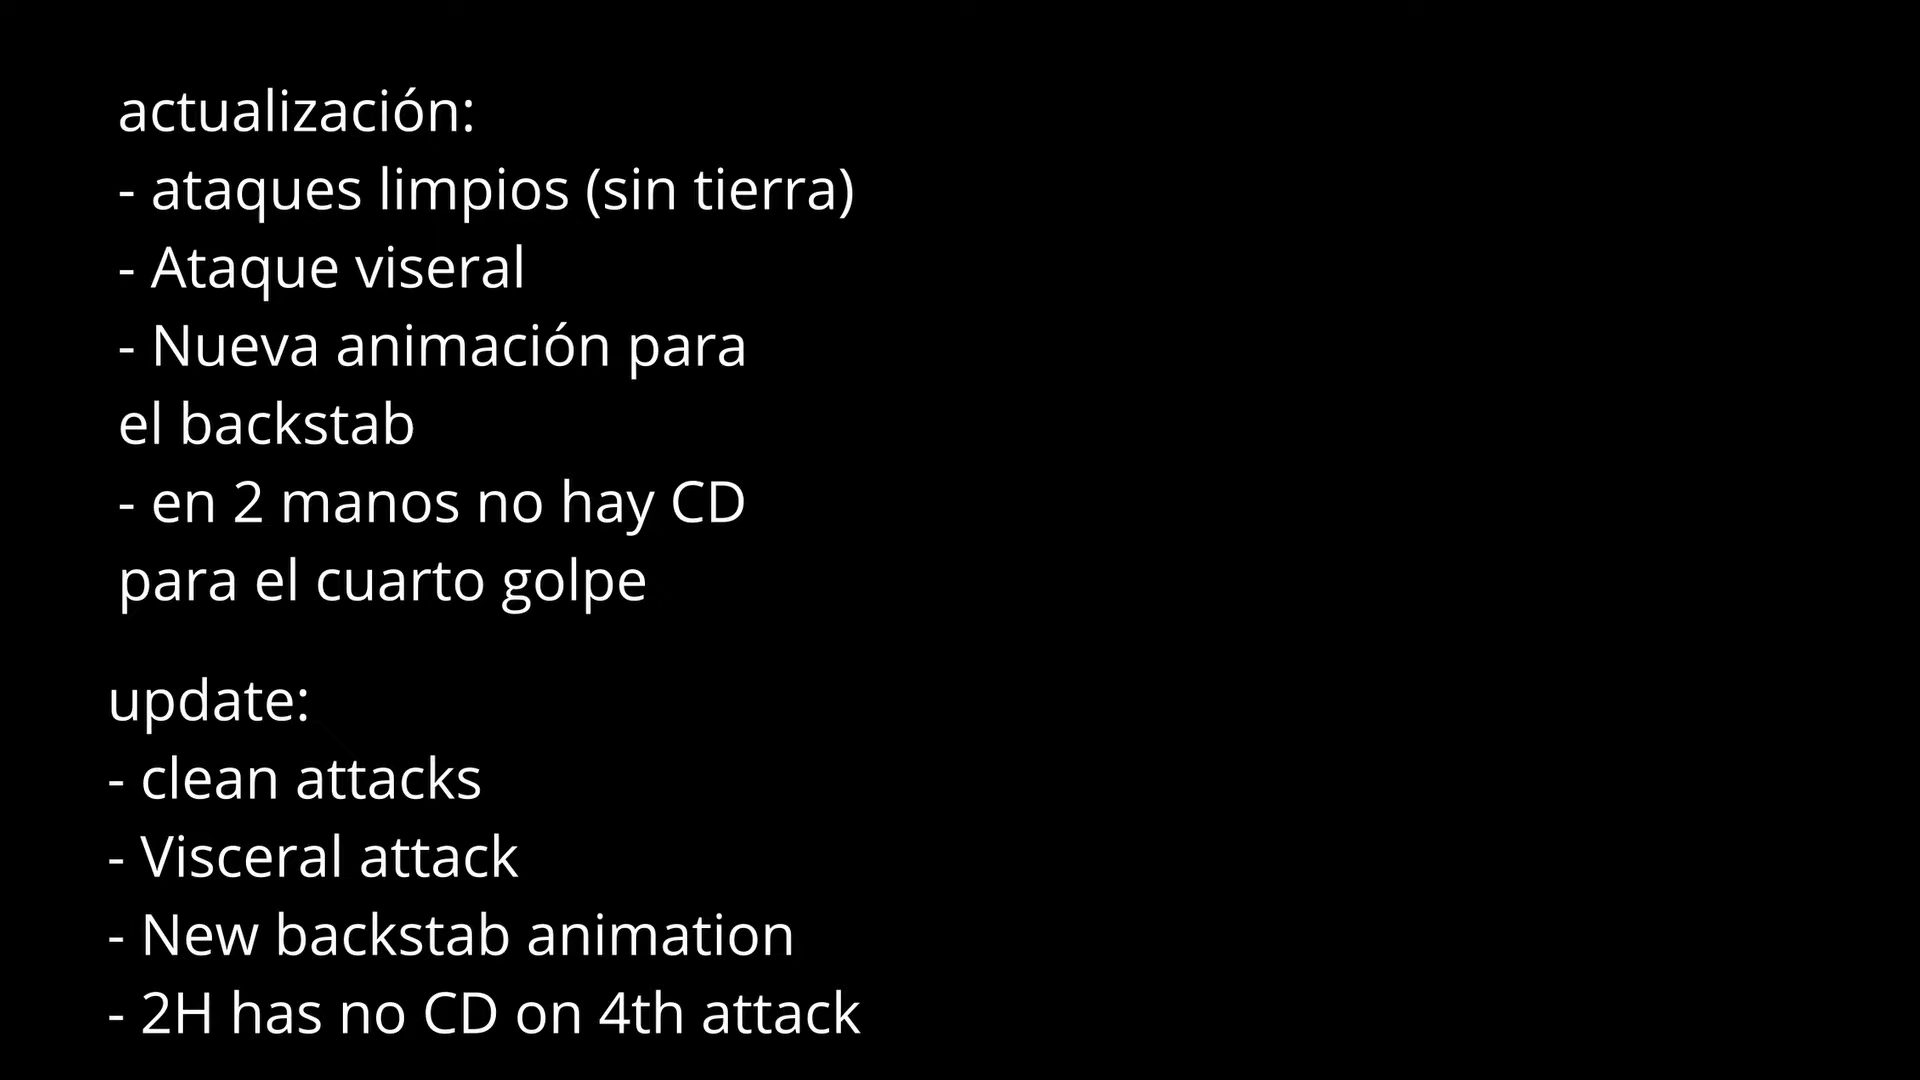 actualización:
- ataques limpios (sin tierra)
- Ataque viseral
- Nueva animación para
el backstab
- en 2 manos no hay CD
para el cuarto golpe
update:
- clean attacks
- Visceral attack
- New backstab animation
- 2H has no CD on 4th attack